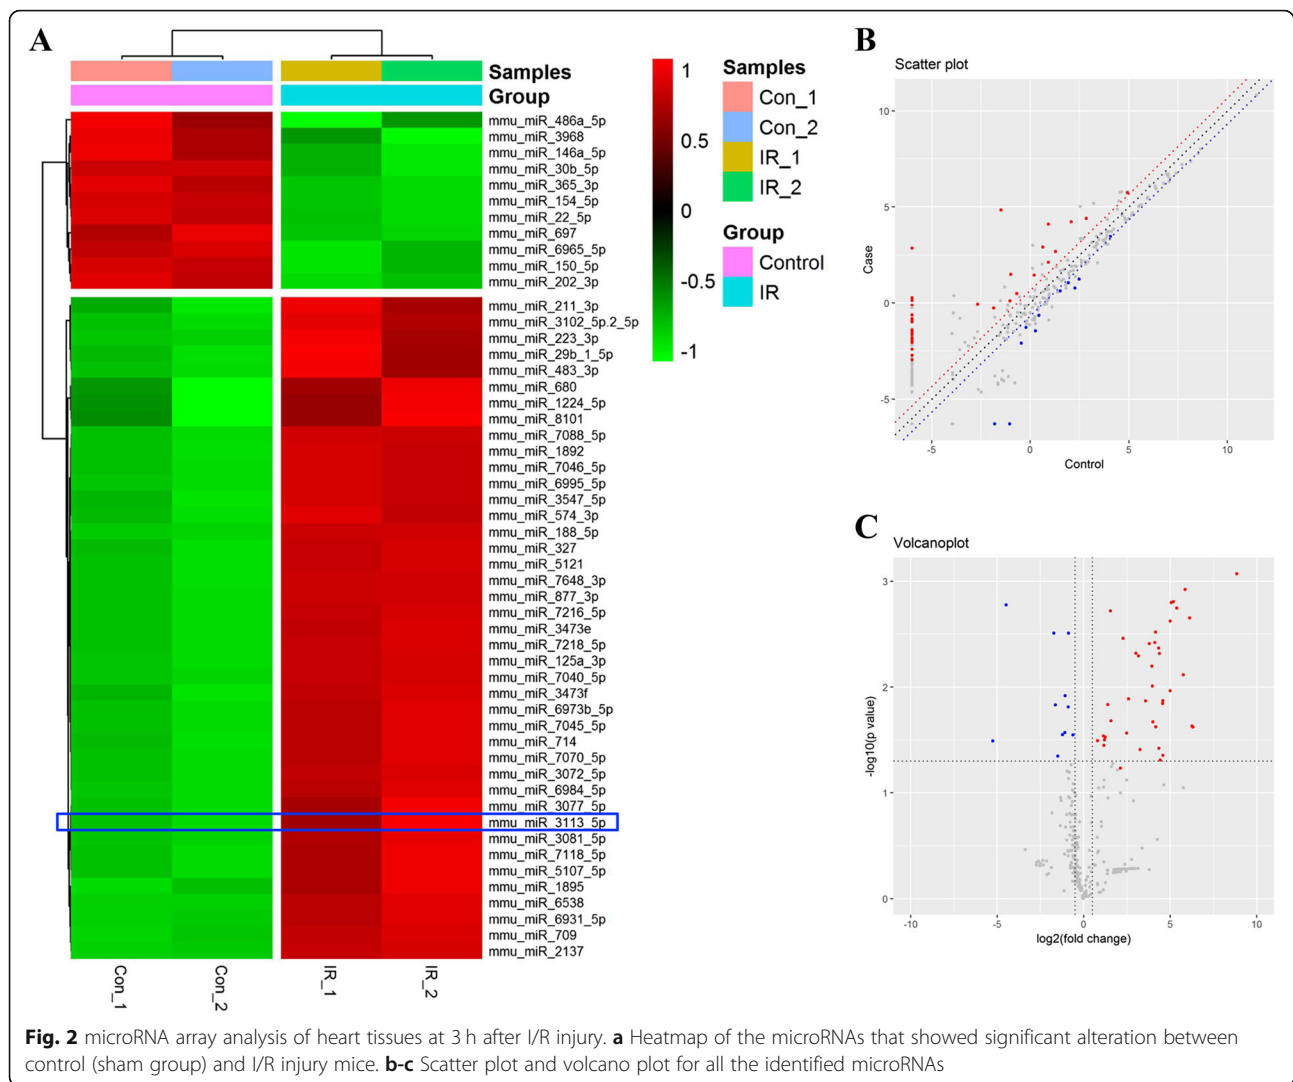 A
Samples
Group
mmu_miR_486a_5p
mmu_miR_3968
mmu_miR_146a_5p
mmu_miR_30b_5p
mmu_miR_365_3p
mmu_miR_154_5p
mmu_miR_22_5p
mmu_miR_697
mmu_miR_6965_5p
mmu_miR_150_5p
mmu_miR_202_3p
mmu_miR_211_3p
mmu_miR_3102_5p.2_5p
mmu_miR_223_3p
mmu_miR_29b_1_5p
mmu_miR_483_3p
mmu_miR_680
mmu_miR_1224_5p
mmu_miR_8101
mmu_miR_7088_5p
mmu_miR_1892
mmu_miR_7046_5p
mmu_miR_6995_5p
mmu_miR_3547_5p
mmu_miR_574_3p
mmu_miR_188_5p
mmu_miR_327
mmu_miR_5121
mmu_miR_7648_3p
mmu_miR_877_3p
mmu_miR_7216_5p
mmu_miR_3473e
mmu_miR_7218_5p
mmu_miR_125a_3p
mmu_miR_7040_5p
mmu_miR_3473f
mmu_miR_6973b_5p
mmu_miR_7045_5p
mmu_miR_714
mmu_miR_7070_5p
mmu_miR_3072_5p
mmu_miR_6984_5p
mmu_miR_3077_5p
mmu_miR_3113_5p
mmu_miR_3081_5p
mmu_miR_7118_5p
mmu_miR_5107_5p
mmu_miR_1895
mmu_miR_6538
mmu_miR_6931_5p
mmu_miR_709
mmu_miR_2137
Con_1
Con_2
IR_1
IR_2
1
0.5
0
-0.5
-1
Samples
Con_1
Con_2
IR_1
IR_2
Group
Control
IR
B
Scatter plot
Case
10
5
0
-5
-5
0
5
10
Control
C
Volcanoplot
-log10(p value)
3
2
1
0
-10
-5
0
5
10
log2(fold change)
Fig. 2 microRNA array analysis of heart tissues at 3 h after I/R injury. a Heatmap of the microRNAs that showed significant alteration between
control (sham group) and I/R injury mice. b-c Scatter plot and volcano plot for all the identified microRNAs